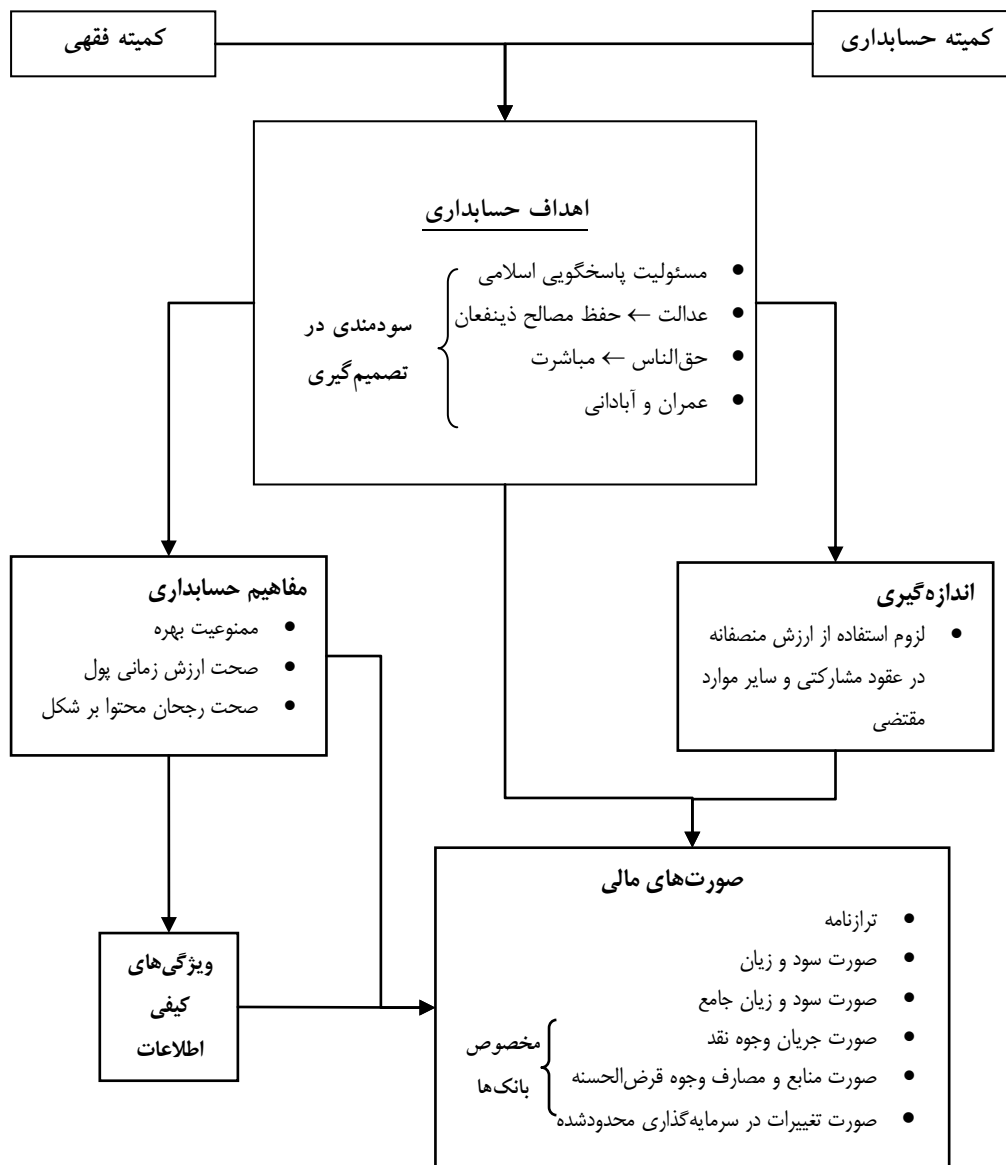 کمیته حسابداری
کمیته فقهی
اهداف حسابداری
• مسئولیت پاسخگویی اسلامی
• عدالت ← حفظ مصالح ذینفعان
• حق‌الناس ← مباشرت
• عمران و آبادانی
سودمندی در
تصمیم‌گیری
اندازه‌گیری
• لزوم استفاده از ارزش منصفانه
در عقود مشارکتی و سایر موارد
مقتضی
مفاهیم حسابداری
• ممنوعیت بهره
• صحت ارزش زمانی پول
• صحت رجحان محتوا بر شکل
صورت‌های مالی
• ترازنامه
• صورت سود و زیان
• صورت سود و زیان جامع
• صورت جریان وجوه نقد
• صورت منابع و مصارف وجوه قرض‌الحسنه
• صورت تغییرات در سرمایه‌گذاری محدودشده
مخصوص
بانک‌ها
ویژگی‌های
کیفی
اطلاعات